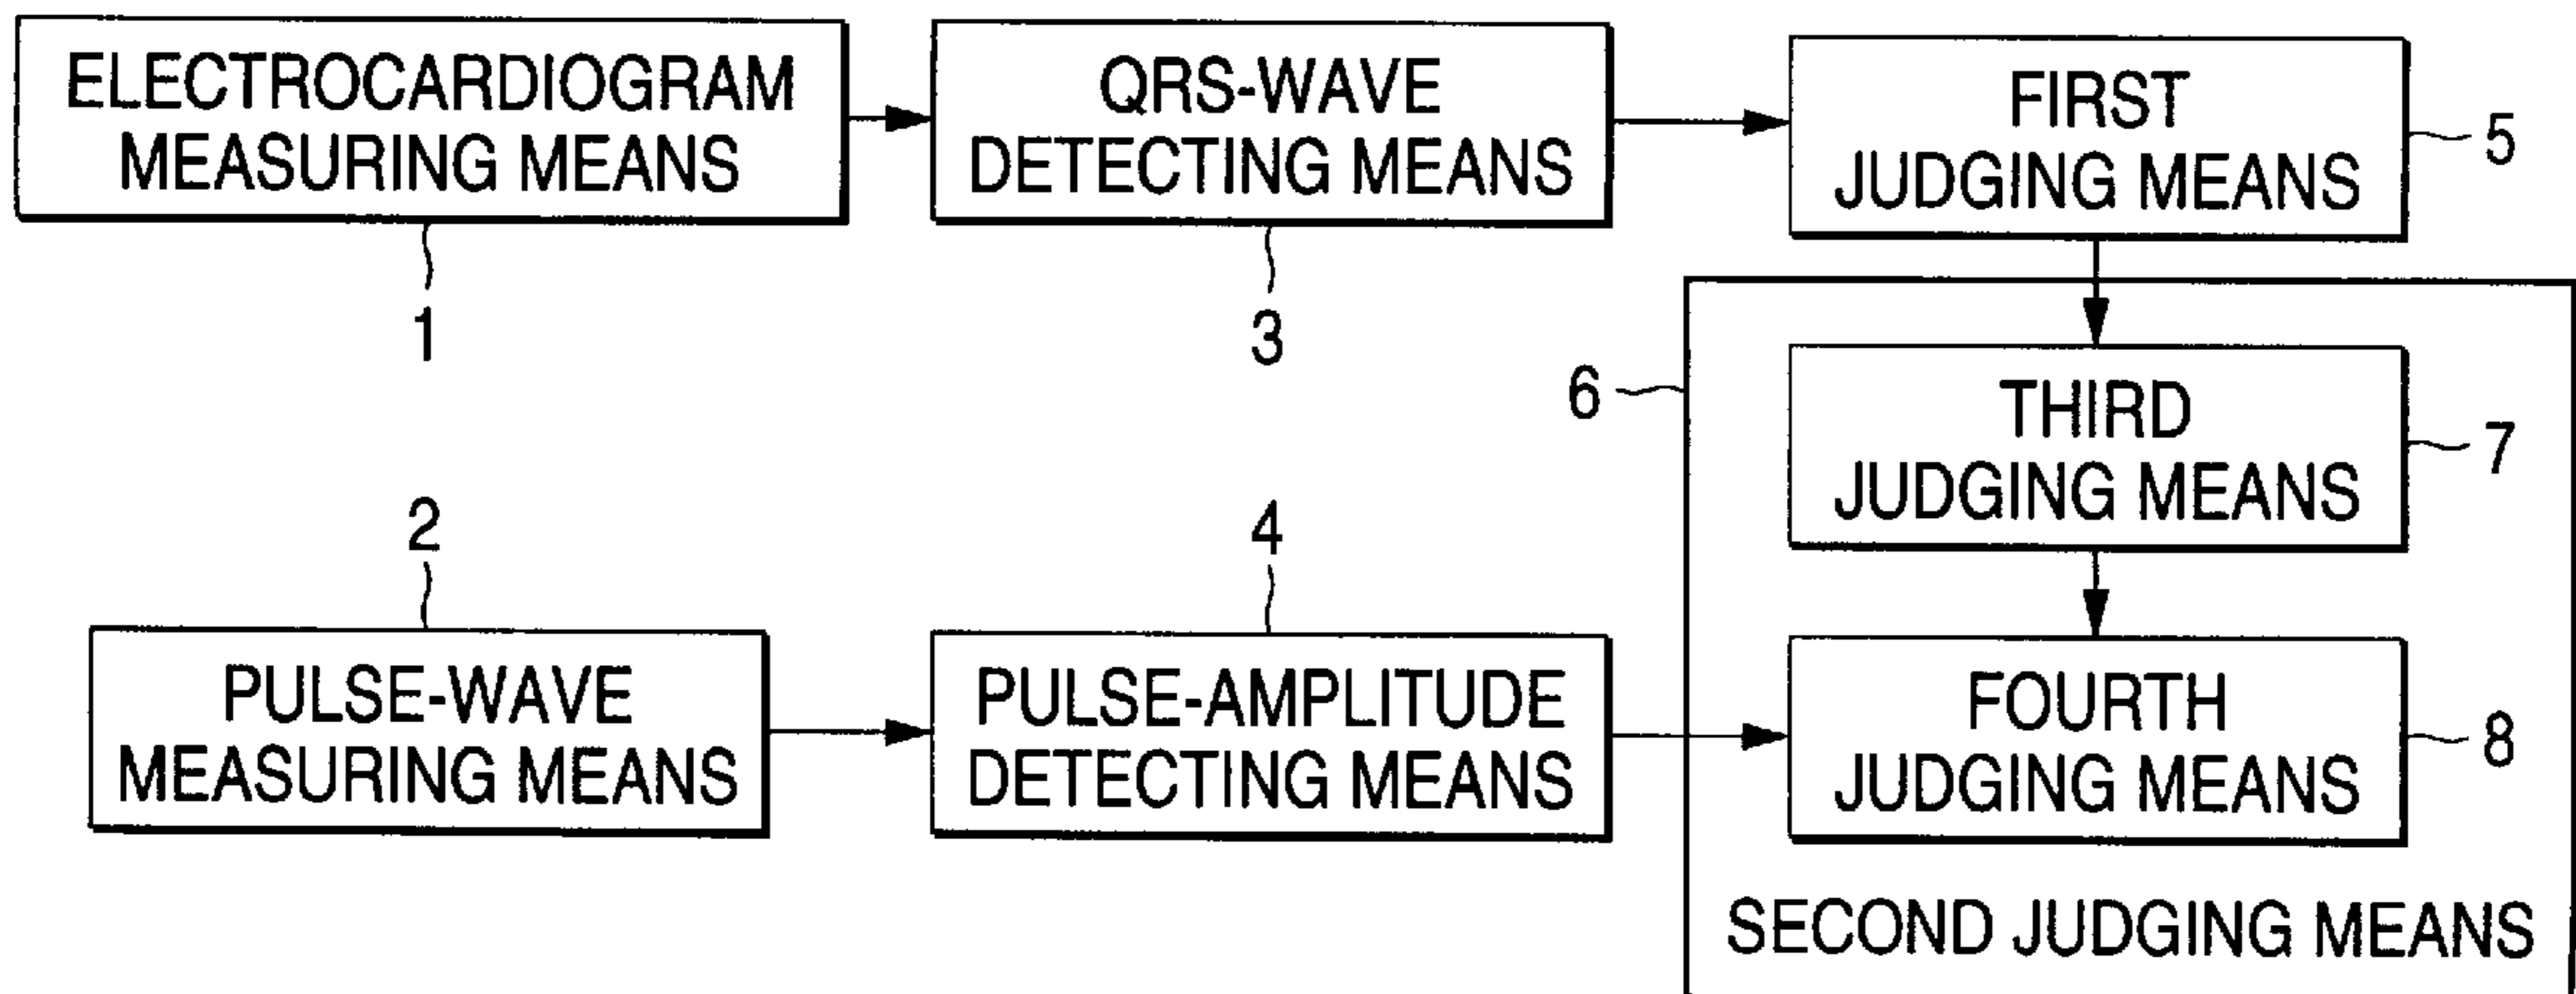 ELECTROCARDIOGRAM
MEASURING MEANS
1
QRS-WAVE
DETECTING MEANS
3
FIRST
JUDGING MEANS
5
6
THIRD
JUDGING MEANS
7
2
PULSE-WAVE
MEASURING MEANS
4
PULSE-AMPLITUDE
DETECTING MEANS
FOURTH
JUDGING MEANS
8
SECOND JUDGING MEANS